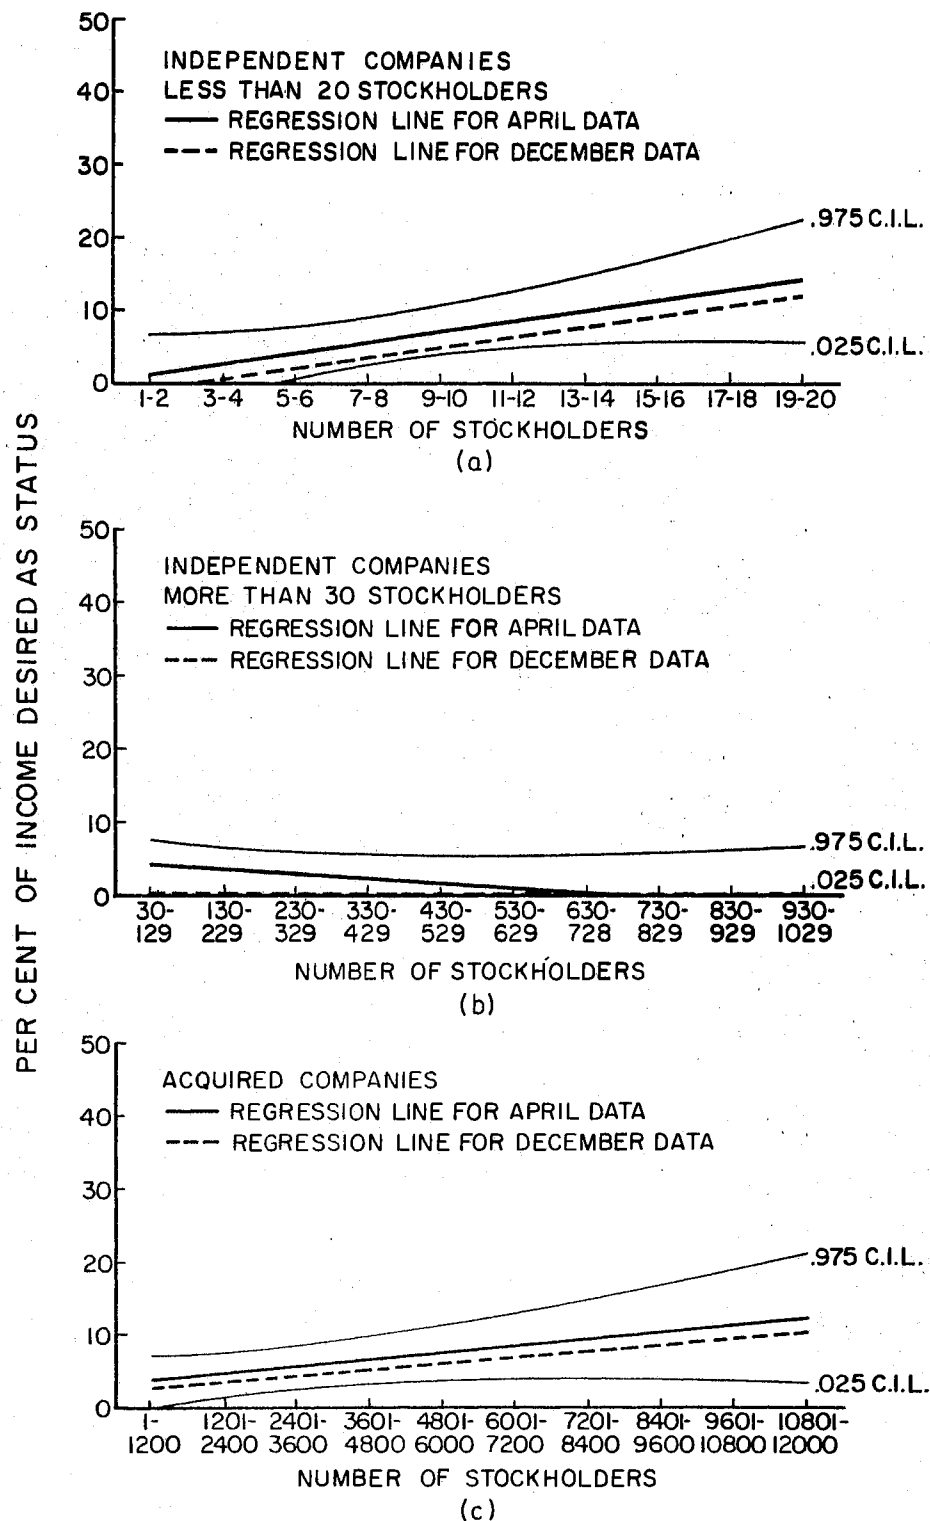 PER CENT OF INCOME DESIRED AS STATUS
50
INDEPENDENT COMPANIES
40
LESS THAN 20 STOCKHOLDERS
REGRESSION LINE FOR APRIL DATA
REGRESSION LINE FOR DECEMBER DATA
30
20
.975 C.I.L.
10
.025 C.I.L.
0
1-2 3-4 5-6 7-8 9-10 11-12 13-14 15-16 17-18 19-20
NUMBER OF STOCKHOLDERS
(a)
50
INDEPENDENT COMPANIES
40
MORE THAN 30 STOCKHOLDERS
REGRESSION LINE FOR APRIL DATA
REGRESSION LINE FOR DECEMBER DATA
30
20
10
.975 C.I.L.
.025 C.I.L.
0
30- 130- 230- 330- 430- 530- 630- 730- 830- 930-
129 229 329 429 529 629 728 829 929 1029
NUMBER OF STOCKHOLDERS
(b)
50
ACQUIRED COMPANIES
40
REGRESSION LINE FOR APRIL DATA
REGRESSION LINE FOR DECEMBER DATA
30
20
.975 C.I.L.
10
.025 C.I.L.
0
1- 1201- 2401- 3601- 4801- 6001- 7201- 8401- 9601- 10801-
1200 2400 3600 4800 6000 7200 8400 9600 10800 12000
NUMBER OF STOCKHOLDERS
(c)